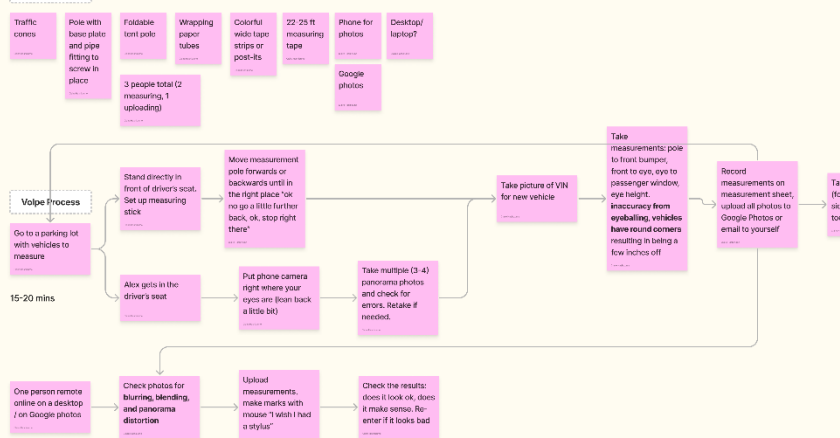 Traffic
cones
Pole with
base plate
and pipe
fitting to
screw in
place
Foldable
tent pole
Wrapping
paper
tubes
Colorful
wide tape
strips or
post-its
22-25 ft
measuring
tape
Phone for
photos
Desktop/
laptop?
Google
photos
3 people total (2
measuring, 1
uploading)
Volpe Process
Go to a parking lot
with vehicles to
measure
15-20 mins
Stand directly in
front of driver's seat.
Set up measuring
stick
Move measurement
pole forwards or
backwards until in
the right place "ok
no go a little further
back, ok, stop right
there"
Alex gets in the
driver's seat
Put phone camera
right where your
eyes are (lean back
a little bit)
Take multiple (3-4)
panorama photos
and check for
errors. Retake if
needed.
Take picture of VIN
for new vehicle
Take
measurements: pole
to front bumper,
front to eye, eye to
passenger window,
eye height.
inaccuracy from
eyeballing, vehicles
have round corners
resulting in being a
few inches off
Record
measurements on
measurement sheet,
upload all photos to
Google Photos or
email to yourself
One person remote
online on a desktop
/ on Google photos
Check photos for
blurring, blending,
and panorama
distortion
Upload
measurements,
make marks with
mouse "I wish I had
a stylus"
Check the results:
does it look ok, does
it make sense. Re-
enter if it looks bad